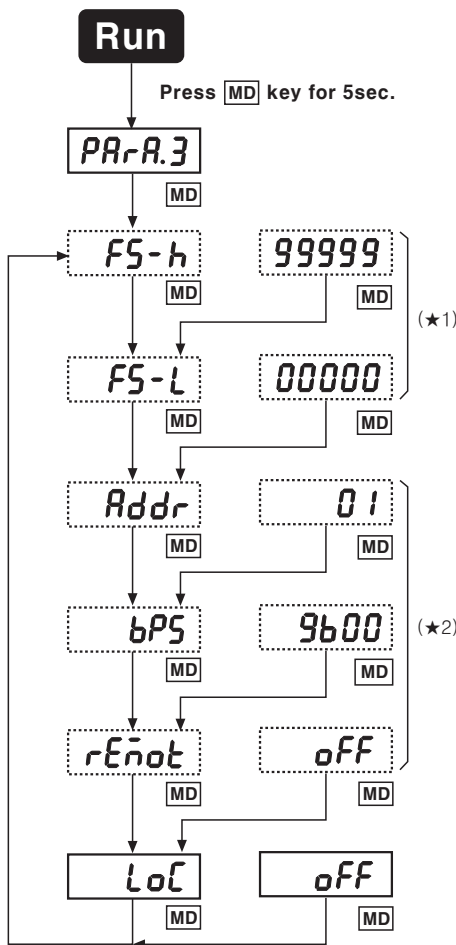 Run
Press MD key for 5sec.
PArA.3
MD
FS-h 99999
MD MD
(★1)
FS-L 00000
MD MD
Addr 01
MD MD
bPS 9600
MD MD
(★2)
rEmot oFF
MD MD
LoC oFF
MD MD